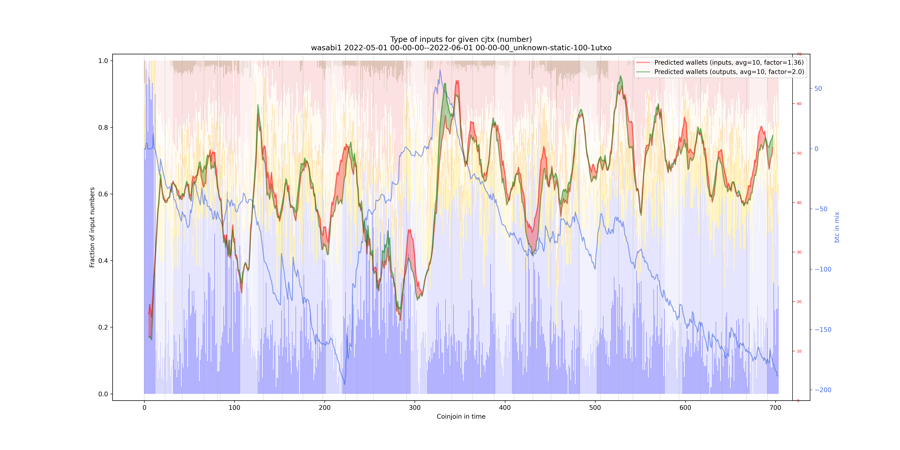 Type of inputs for given cjtx (number)
wasabi1 2022-05-01 00-00-00--2022-06-01 00-00-00_unknown-static-100-1utxo
Predicted wallets (inputs, avg=10, factor=1.36)
Predicted wallets (outputs, avg=10, factor=2.0)
1.0
0.8
0.6
0.4
0.2
0.0
Fraction of input numbers
0
100
200
300
400
500
600
700
Coinjoin in time
50
0
−50
−100
−150
−200
btc in mix